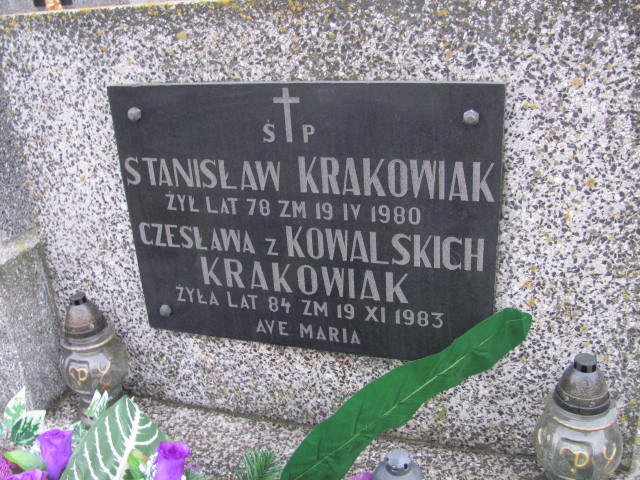 Ś P
STANISŁAW KRAKOWIAK
ŻYŁ LAT 78 ZM 19 IV 1980
CZESŁAWA z KOWALSKICH
KRAKOWIAK
ŻYŁA LAT 84 ZM 19 XI 1983
AVE MARIA